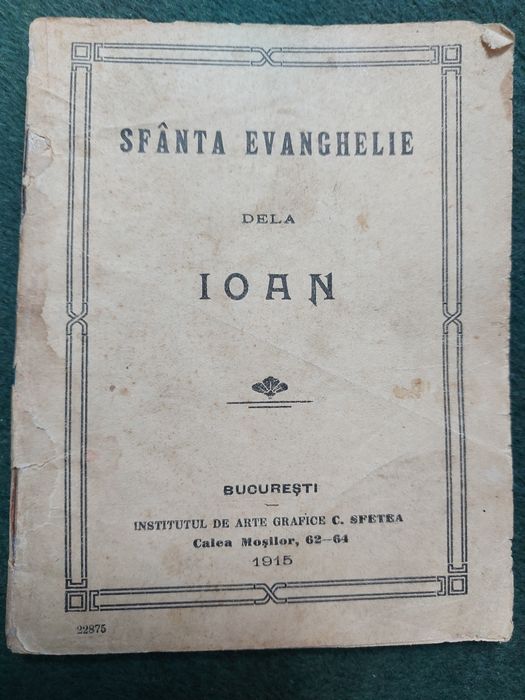 SFÂNTA EVANGHELIE
DELA
IOAN
BUCUREȘTI
INSTITUTUL DE ARTE GRAFICE C. SFETEA
Calea Moșilor, 62—64
1915
22875